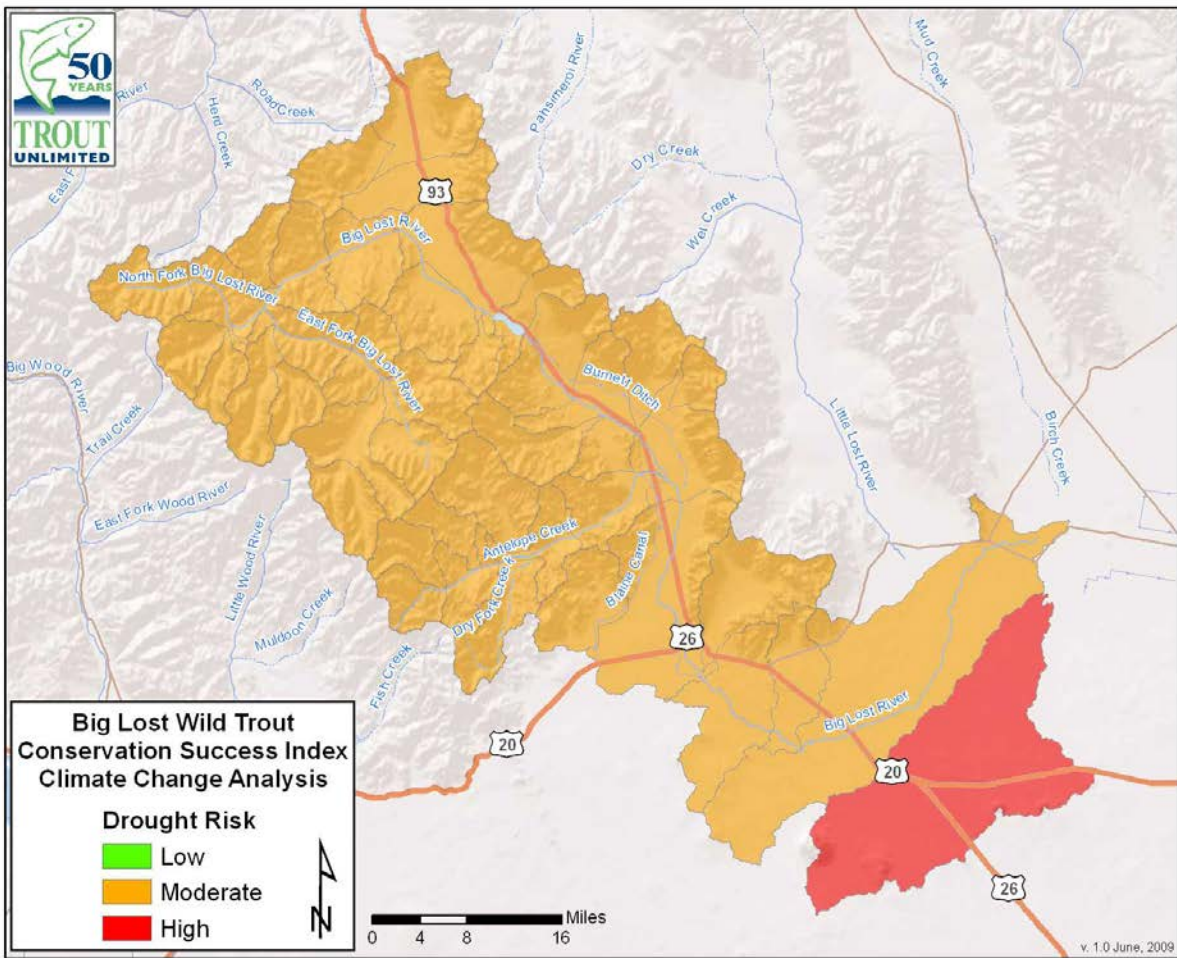 50
YEARS
TROUT
UNLIMITED
East Fork
River
Herd Creek
Road Creek
Pahsimeroi River
Mud Creek
Dry Creek
Wet Creek
93
Big Lost River
North Fork Big Lost River
East Fork Big Lost River
Big Wood River
Trail Creek
Burnett Ditch
Little Lost River
Birch Creek
East Fork Wood River
Little Wood River
Muldoon Creek
Antelope Creek
Dry Fork Creek
Fish Creek
Blaine Canal
26
Big Lost River
20
20
26
Big Lost Wild Trout
Conservation Success Index
Climate Change Analysis
Drought Risk
Low
Moderate
High
N
Miles
0 4 8 16
v. 1.0 June, 2009